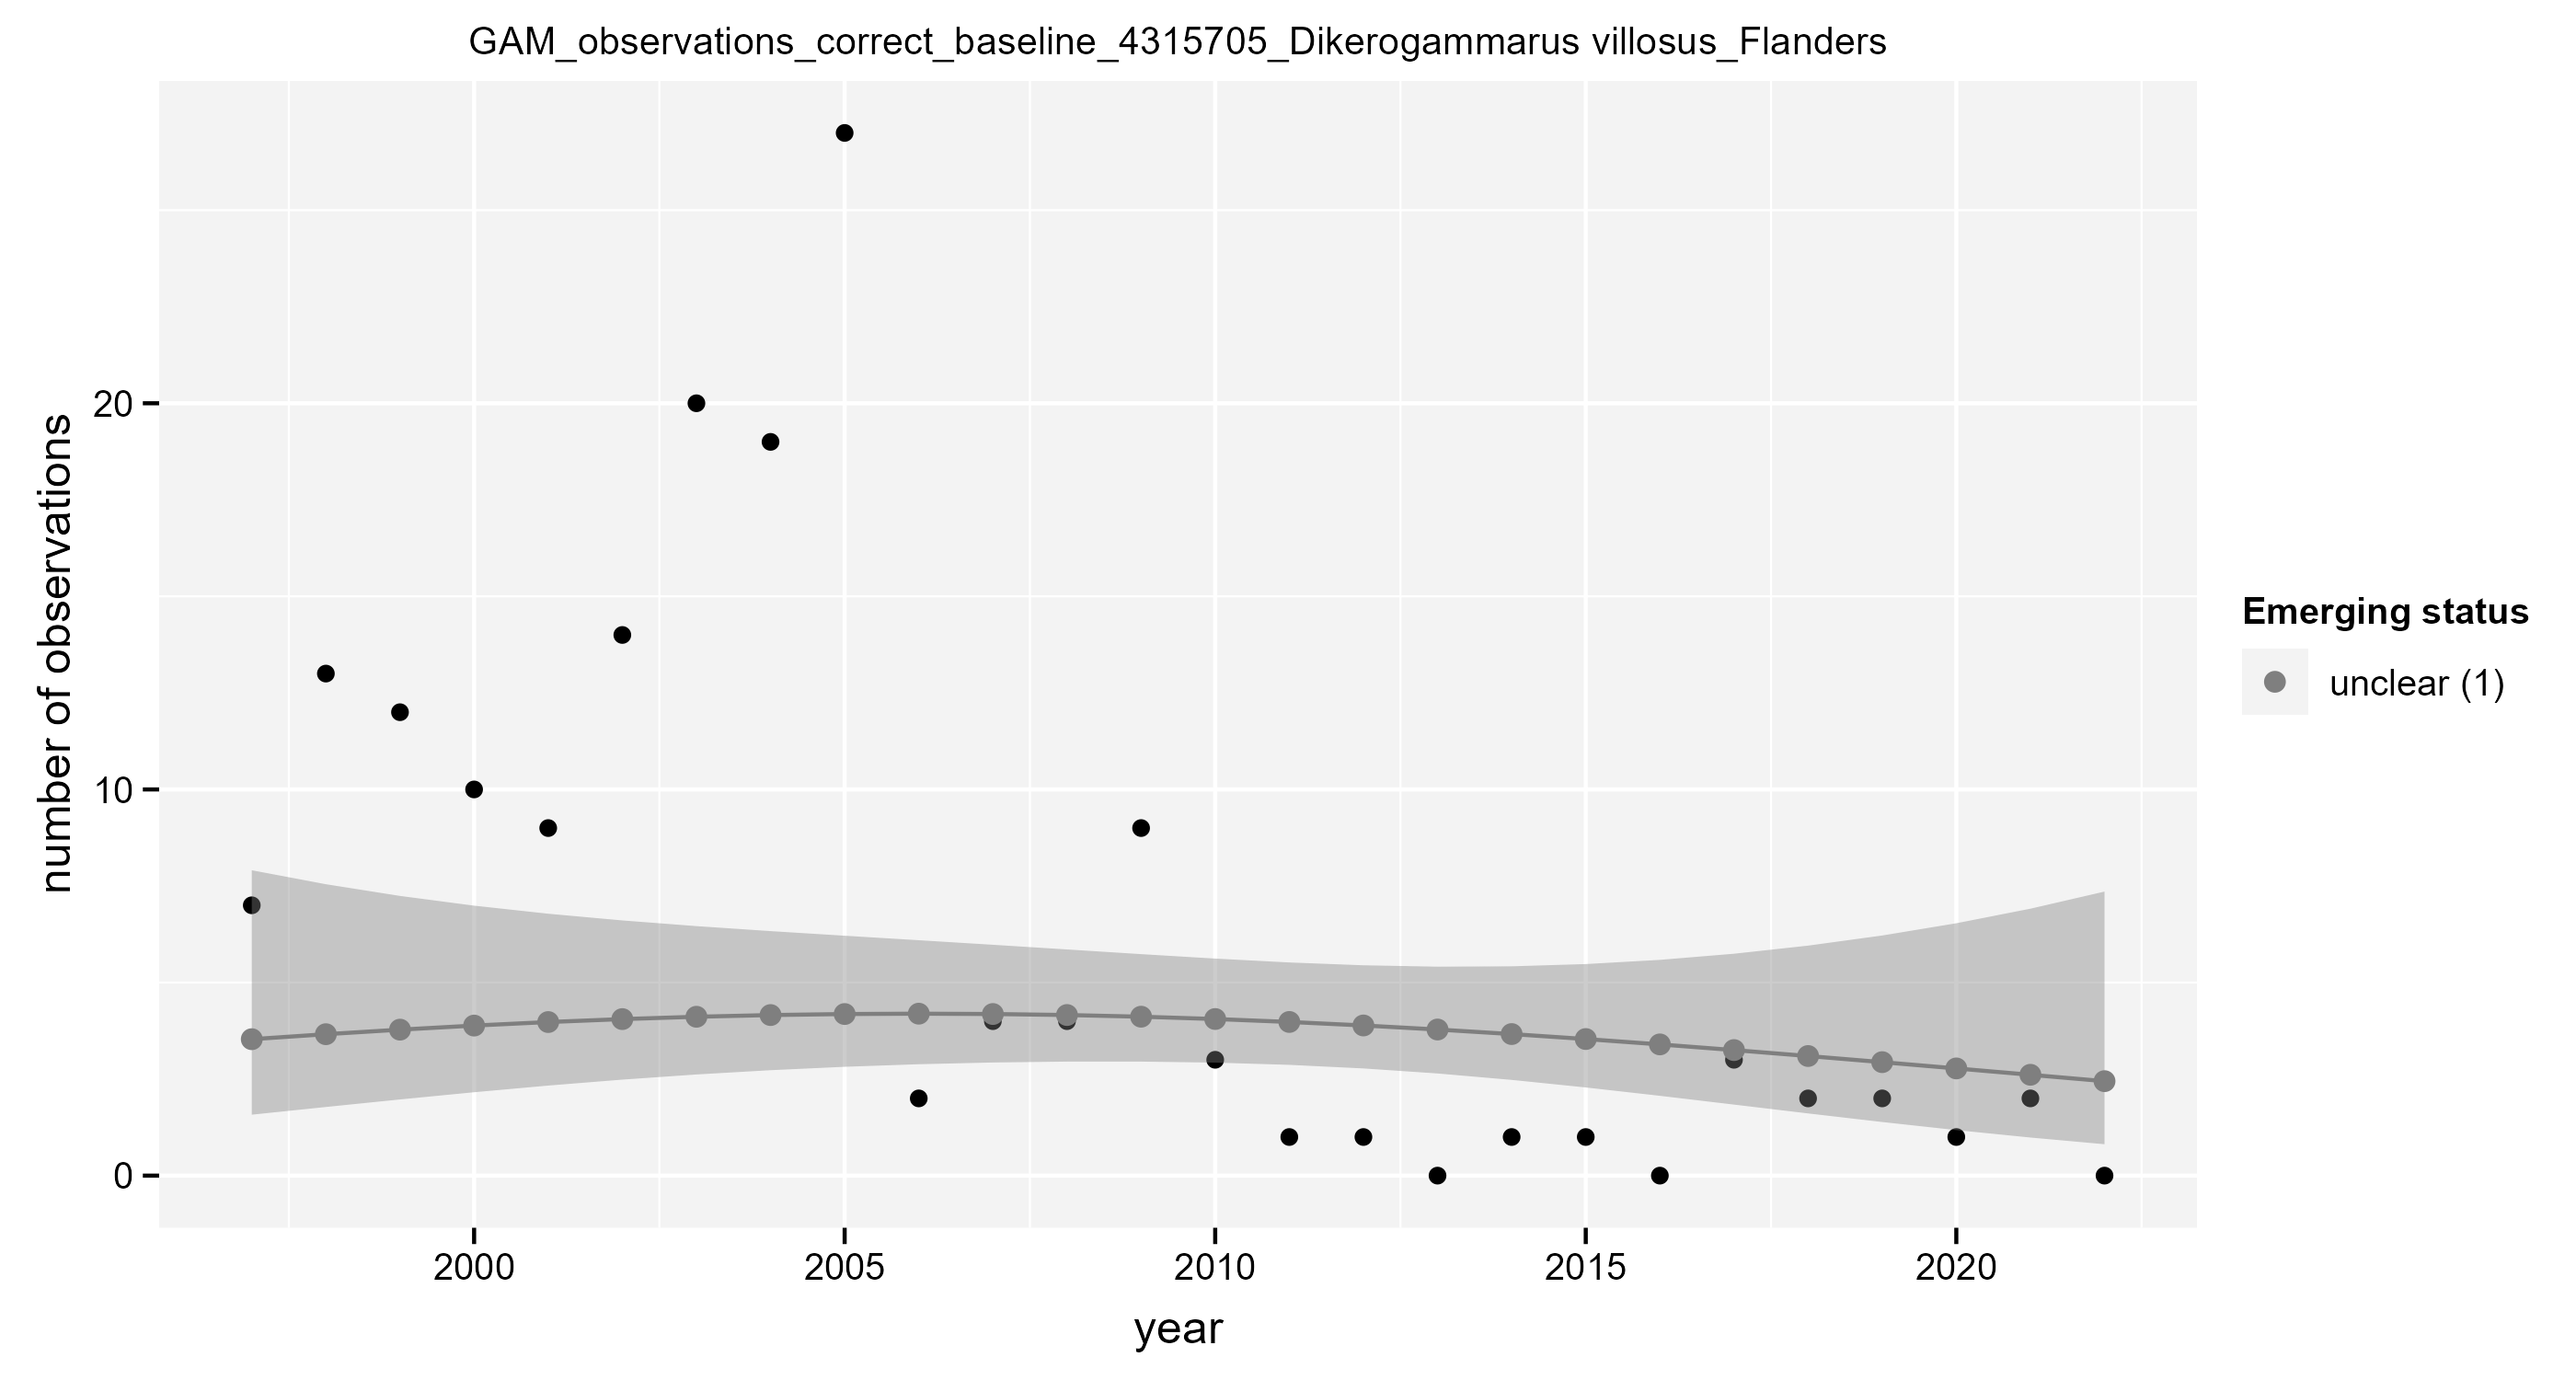 GAM_observations_correct_baseline_4315705_Dikerogammarus villosus_Flanders
number of observations
20
10
0
2000
2005
2010
2015
2020
year
Emerging status
unclear (1)